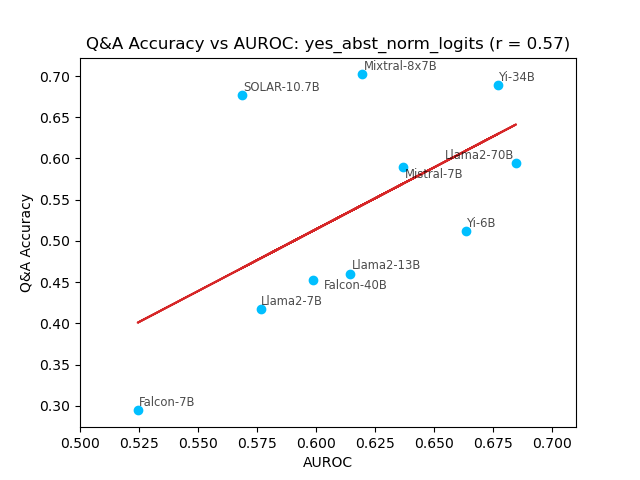 Q&A Accuracy vs AUROC: yes_abst_norm_logits (r = 0.57)
0.70
0.65
0.60
0.55
0.50
0.45
0.40
0.35
0.30
Q&A Accuracy
Mixtral-8x7B
Yi-34B
SOLAR-10.7B
Llama2-70B
Mistral-7B
Yi-6B
Llama2-13B
Falcon-40B
Llama2-7B
Falcon-7B
0.500 0.525 0.550 0.575 0.600 0.625 0.650 0.675 0.700
AUROC